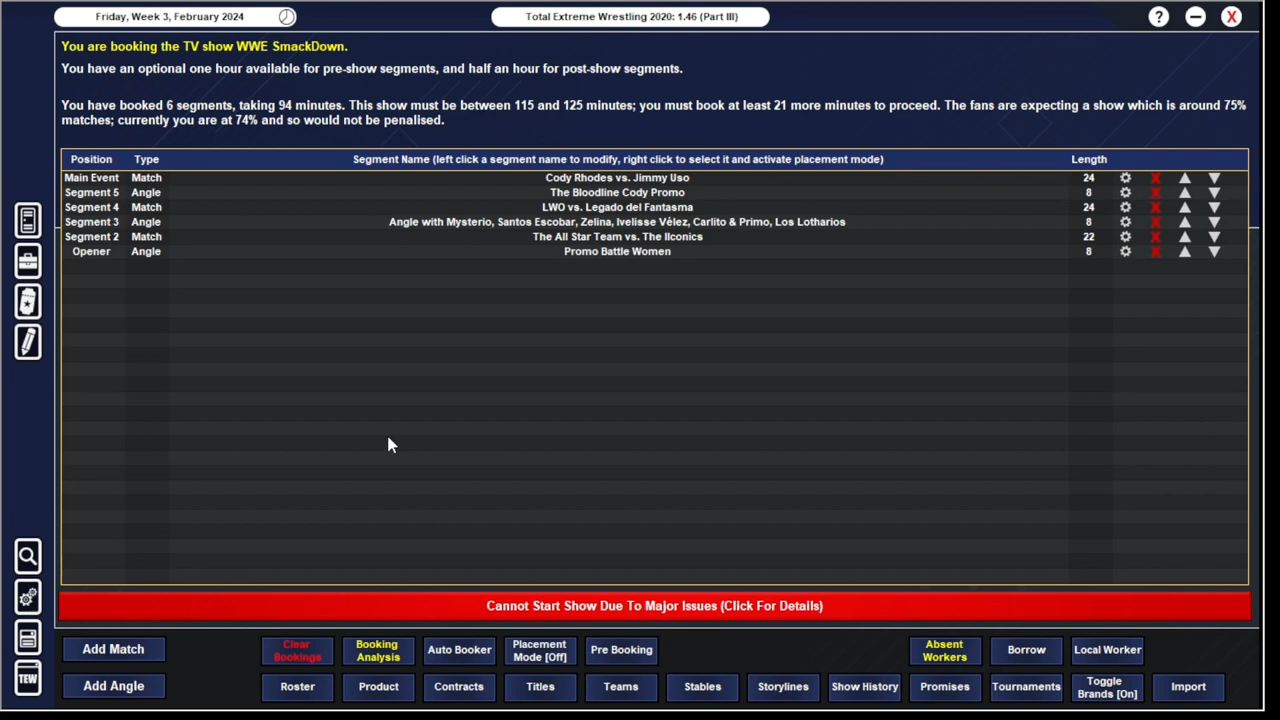 Friday, Week 3, February 2024
Total Extreme Wrestling 2020: 1.46 (Part III)
? X
You are booking the TV show WWE SmackDown.
You have an optional one hour available for pre-show segments, and half an hour for post-show segments.
You have booked 6 segments, taking 94 minutes. This show must be between 115 and 125 minutes; you must book at least 21 more minutes to proceed. The fans are expecting a show which is around 75%
matches; currently you are at 74% and so would not be penalised.
Position Type Segment Name (left click a segment name to modify, right click to select it and activate placement mode) Length
Main Event Match Cody Rhodes vs. Jimmy Uso 24 X
Segment 5 Angle The Bloodline Cody Promo 8 X
Segment 4 Match LWO vs. Legado del Fantasma 24 X
Segment 3 Angle Angle with Mysterio, Santos Escobar, Zelina, Ivelisse Vélez, Carlito & Primo, Los Lotharios 8 X
Segment 2 Match The All Star Team vs. The IIconics 22 X
Opener Angle Promo Battle Women 8 X
Cannot Start Show Due To Major Issues (Click For Details)
Add Match Clear Bookings Booking Analysis Auto Booker Placement Mode [Off] Pre Booking Absent Workers Borrow Local Worker
TEW
Add Angle Roster Product Contracts Titles Teams Stables Storylines Show History Promises Tournaments Toggle Brands [On] Import